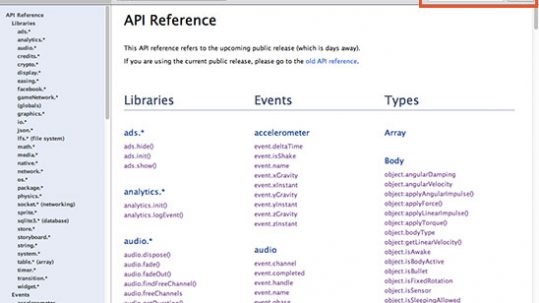 API Reference
Libraries
ads.*
analytics.*
audio.*
credits.*
crypto.*
display.*
easing.*
facebook.*
gameNetwork.*
(globals)
graphics.*
io.*
json.*
lfs.* (file system)
math.*
media.*
native.*
network.*
os.*
package.*
physics.*
socket.* (networking)
sprite.*
sqlite3.* (database)
store.*
storyboard.*
string.*
system.*
table.* (array)
timer.*
transition.*
widget.*
Events
API Reference
This API reference refers to the upcoming public release (which is days away).
If you are using the current public release, please go to the old API reference.
Libraries
ads.*
ads.hide()
ads.init()
ads.show()
analytics.*
analytics.init()
analytics.logEvent()
audio.*
audio.dispose()
audio.fade()
audio.fadeOut()
audio.findFreeChannel()
audio.freeChannels
Events
accelerometer
event.deltaTime
event.isShake
event.name
event.xGravity
event.xInstant
event.yGravity
event.yInstant
event.zGravity
event.zInstant
audio
event.channel
event.completed
event.handle
event.name
Types
Array
Body
object.angularDamping
object.angularVelocity
object:applyAngularImpulse()
object:applyForce()
object:applyLinearImpulse()
object:applyTorque()
object.bodyType
object:getLinearVelocity()
object.isAwake
object.isBodyActive
object.isBullet
object.isFixedRotation
object.isSensor
object.isSleepingAllowed